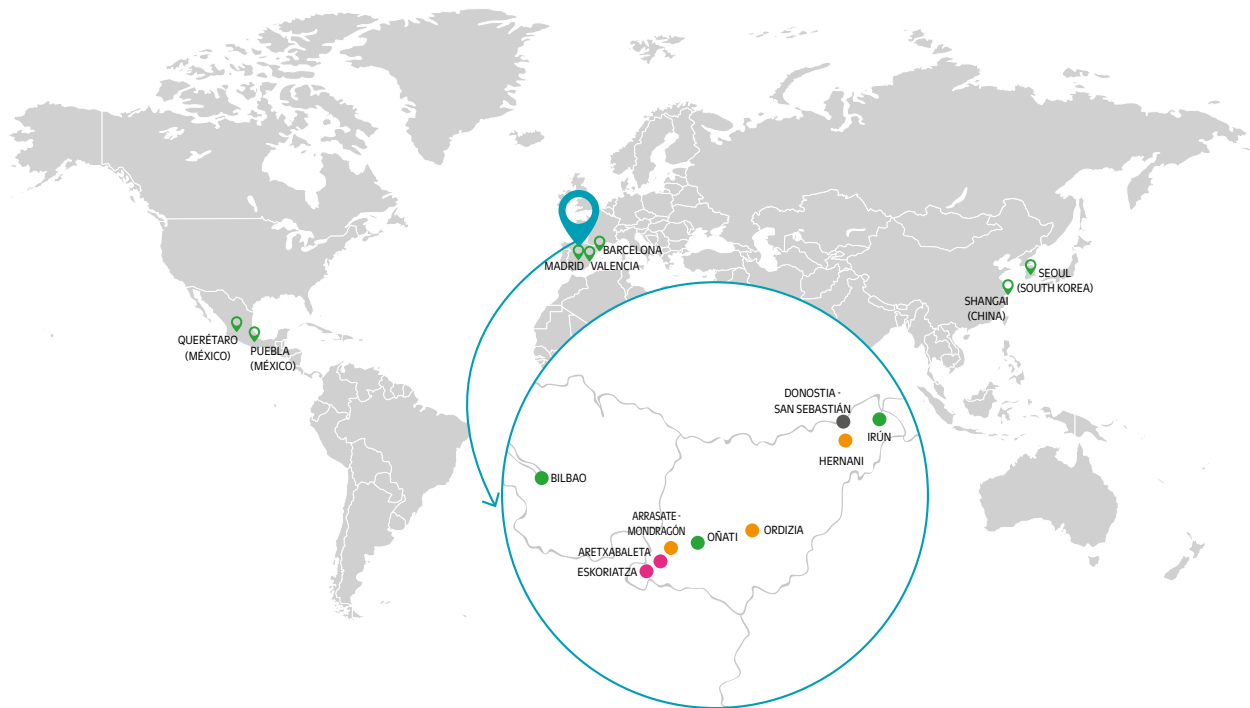 BARCELONA
MADRID
VALENCIA
SEOUL
(SOUTH KOREA)
SHANGAI
(CHINA)
QUERÉTARO
(MÉXICO)
PUEBLA
(MÉXICO)
DONOSTIA -
SAN SEBASTIÁN
IRÚN
HERNANI
BILBAO
ARRASATE -
MONDRAGÓN
OÑATI
ORDIZIA
ARETXABALETA
ESKORIATZA